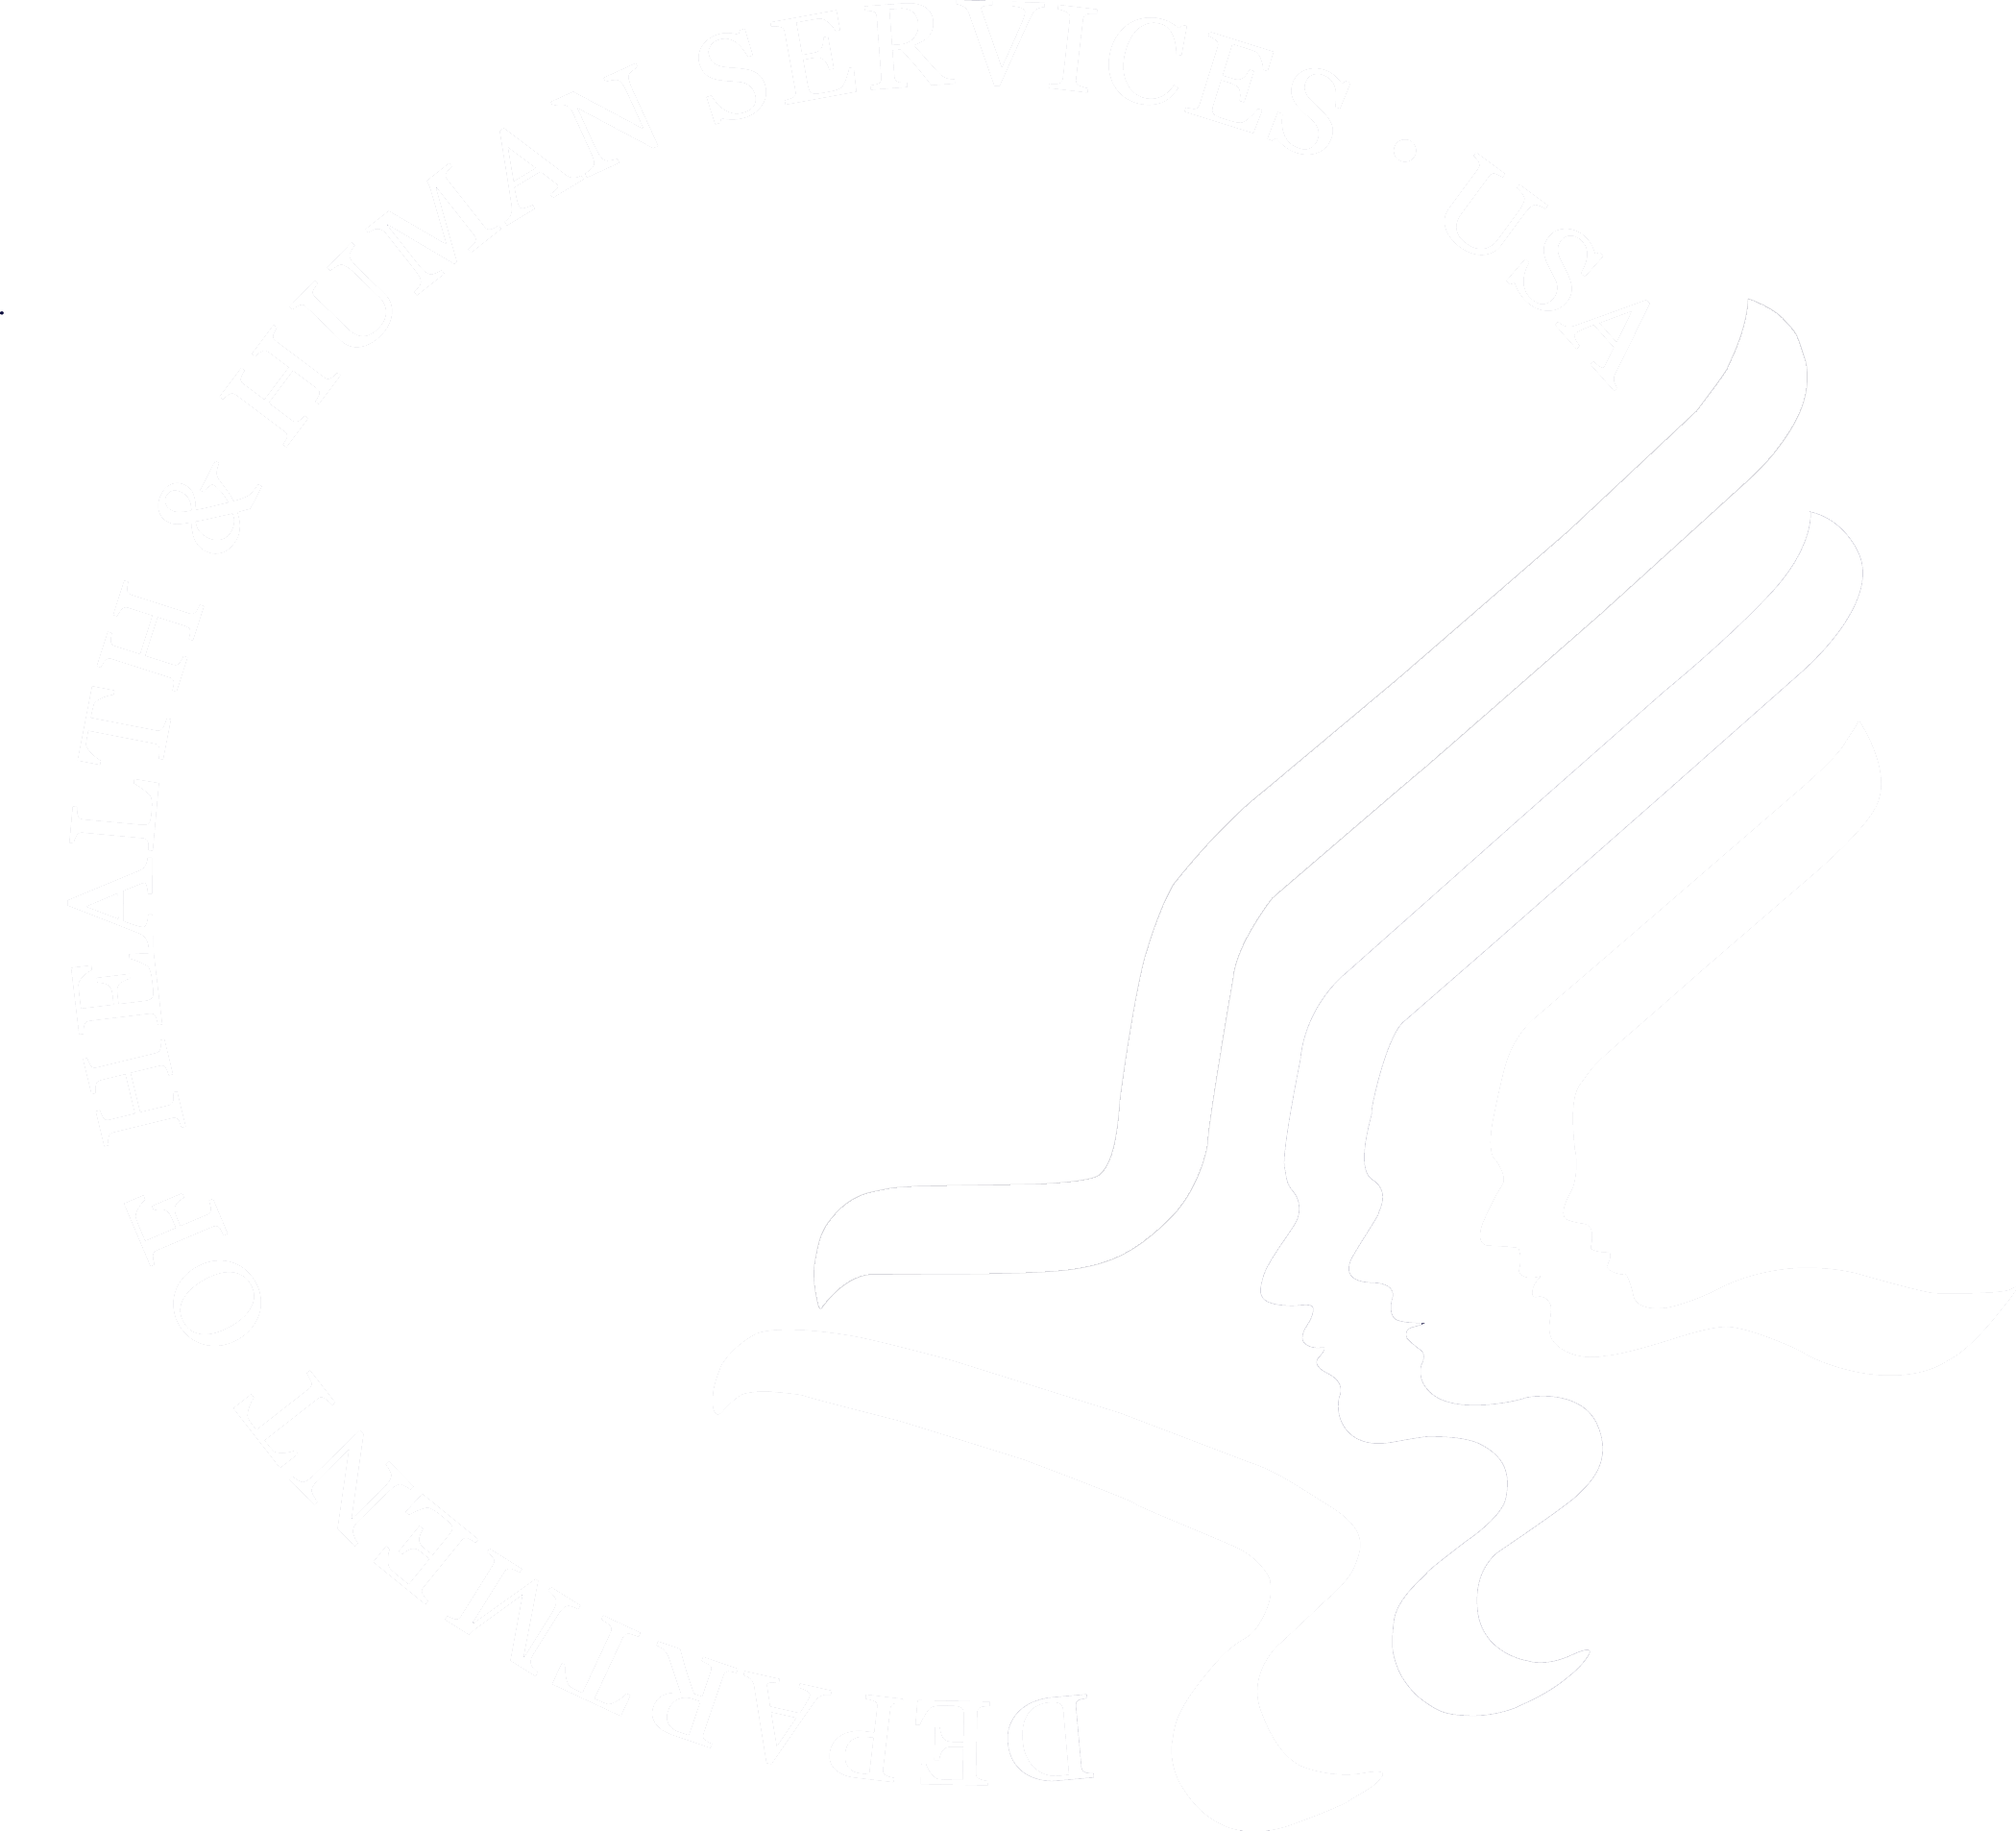 DEPARTMENT OF HEALTH & HUMAN SERVICES · USA